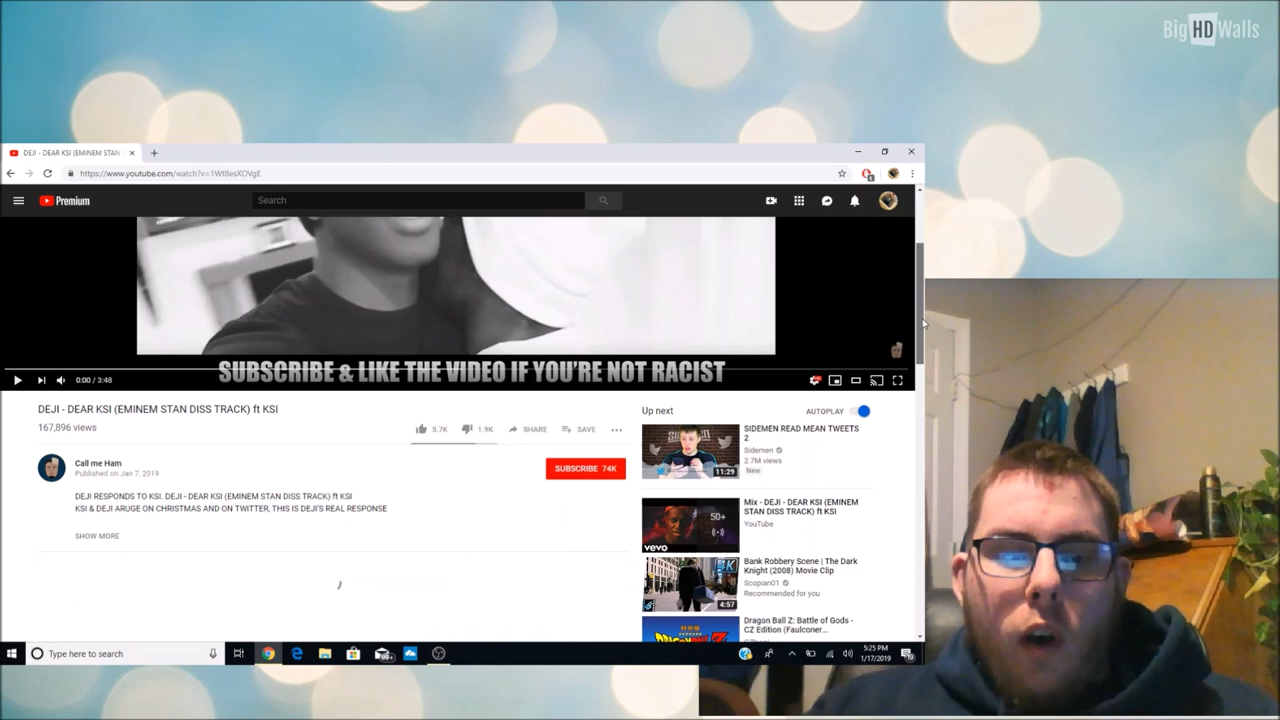 Big HD Walls
DEJI - DEAR KSI (EMINEM STAN
https://www.youtube.com/watch?v=1Wt8esXOVgE
Premium
Search
SUBSCRIBE & LIKE THE VIDEO IF YOU'RE NOT RACIST
0:00 / 3:48
DEJI - DEAR KSI (EMINEM STAN DISS TRACK) ft KSI
167,896 views
5.7K 1.9K SHARE SAVE
Call me Ham
Published on Jan 7, 2019
SUBSCRIBE 74K
DEJI RESPONDS TO KSI. DEJI - DEAR KSI (EMINEM STAN DISS TRACK) ft KSI
KSI & DEJI ARUGE ON CHRISTMAS AND ON TWITTER, THIS IS DEJI'S REAL RESPONSE
SHOW MORE
Up next
AUTOPLAY
11:29
SIDEMEN READ MEAN TWEETS
2
Sidemen
2.7M views
New
50+
vevo
Mix - DEJI - DEAR KSI (EMINEM
STAN DISS TRACK) ft KSI
YouTube
4K
4:57
Bank Robbery Scene | The Dark
Knight (2008) Movie Clip
Scopian01
Recommended for you
Dragon Ball Z: Battle of Gods -
CZ Edition (Faulconer...
Type here to search
5:25 PM
1/17/2019